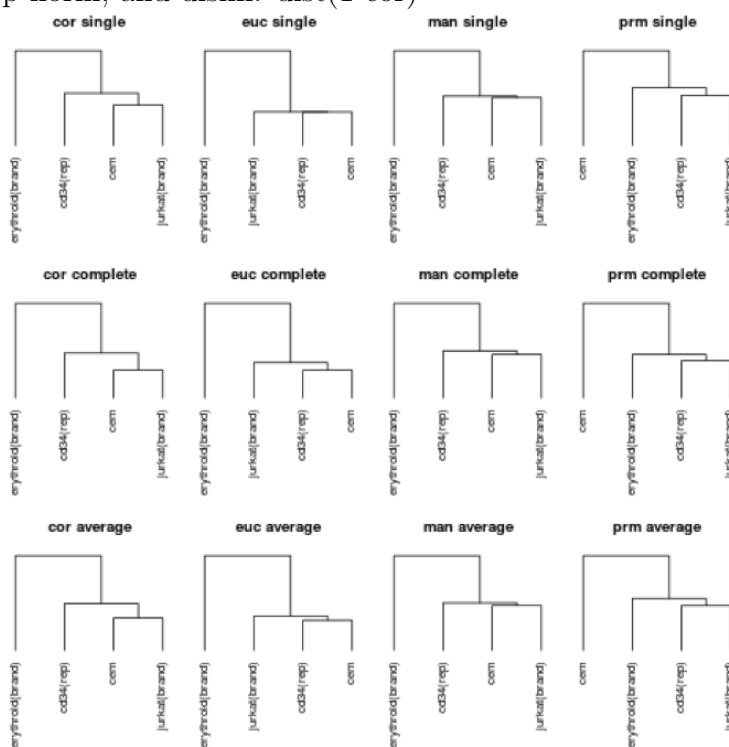 cor single euc single man single prm single
erythroid(brand) cd34(rep) cem jurkat(brand) erythroid(brand) jurkat(brand) cd34(rep) cem erythroid(brand) cd34(rep) cem jurkat(brand) cem erythroid(brand) cd34(rep)
cor complete euc complete man complete prm complete
erythroid(brand) cd34(rep) cem jurkat(brand) erythroid(brand) jurkat(brand) cd34(rep) cem erythroid(brand) cd34(rep) cem jurkat(brand) cem erythroid(brand) cd34(rep)
cor average euc average man average prm average
erythroid(brand) cd34(rep) cem jurkat(brand) erythroid(brand) jurkat(brand) cd34(rep) cem erythroid(brand) cd34(rep) cem jurkat(brand) cem erythroid(brand) cd34(rep)